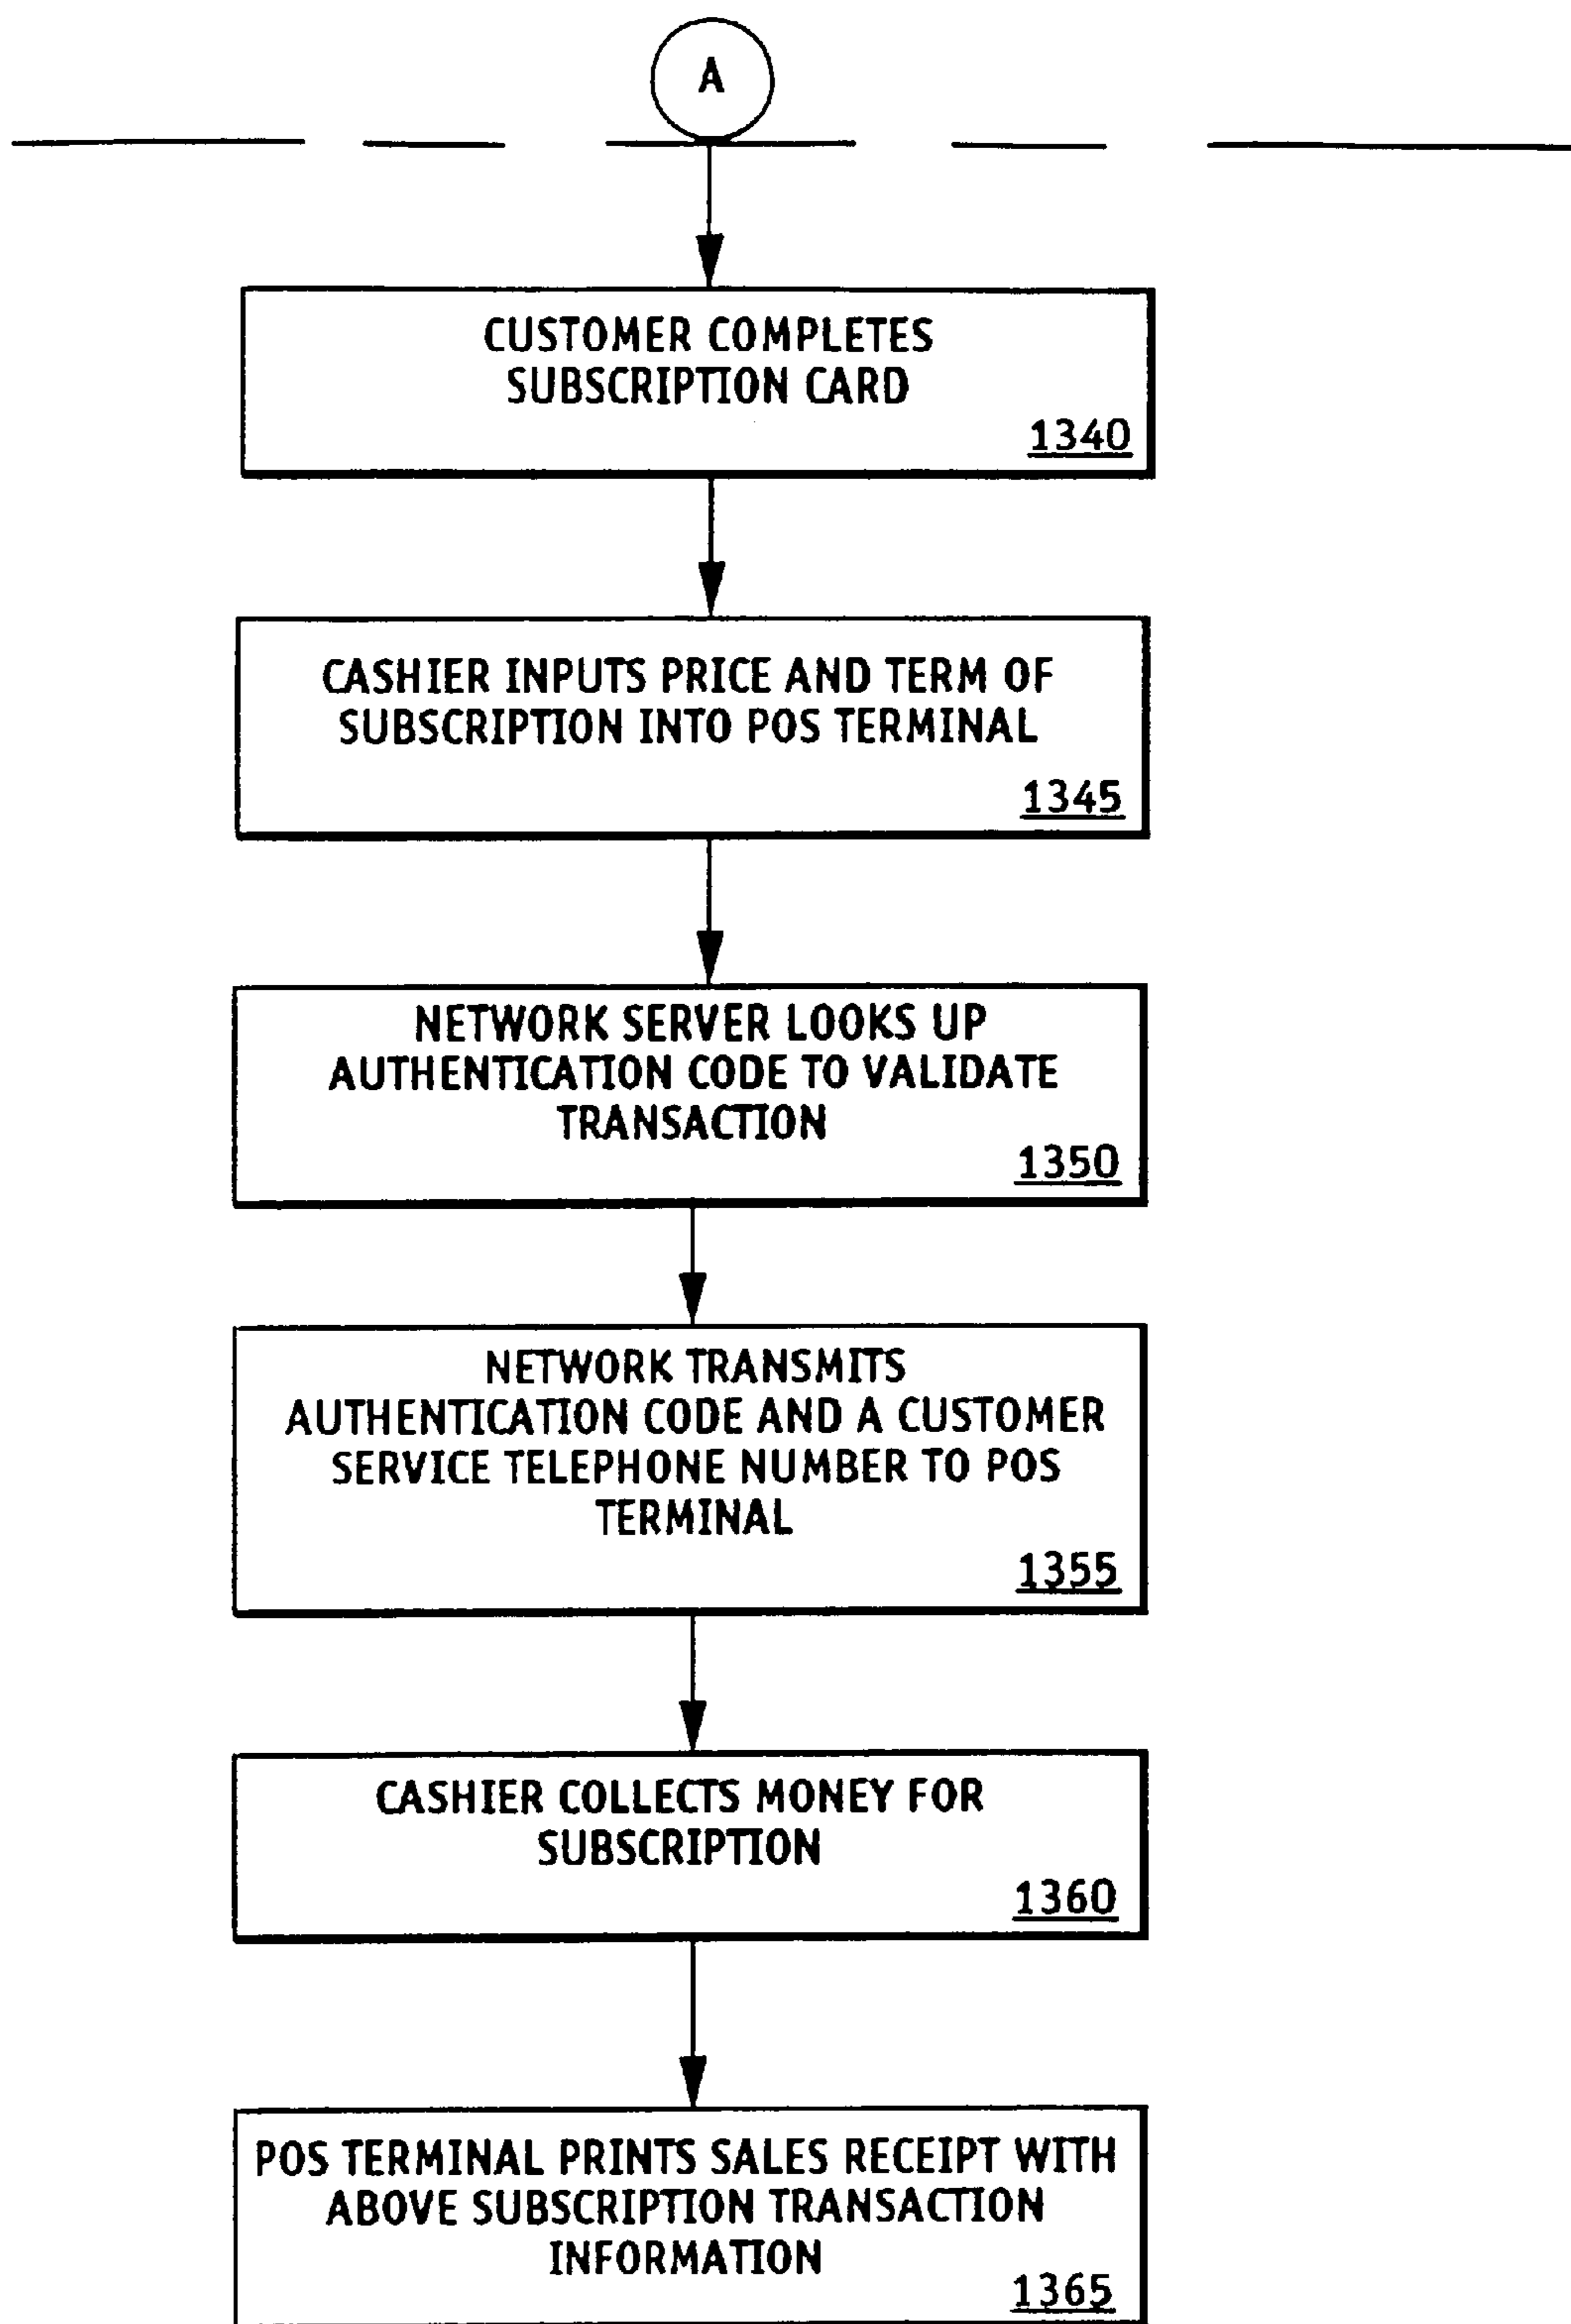 A
CUSTOMER COMPLETES
SUBSCRIPTION CARD
1340
CASHIER INPUTS PRICE AND TERM OF
SUBSCRIPTION INTO POS TERMINAL
1345
NETWORK SERVER LOOKS UP
AUTHENTICATION CODE TO VALIDATE
TRANSACTION
1350
NETWORK TRANSMITS
AUTHENTICATION CODE AND A CUSTOMER
SERVICE TELEPHONE NUMBER TO POS
TERMINAL
1355
CASHIER COLLECTS MONEY FOR
SUBSCRIPTION
1360
POS TERMINAL PRINTS SALES RECEIPT WITH
ABOVE SUBSCRIPTION TRANSACTION
INFORMATION
1365